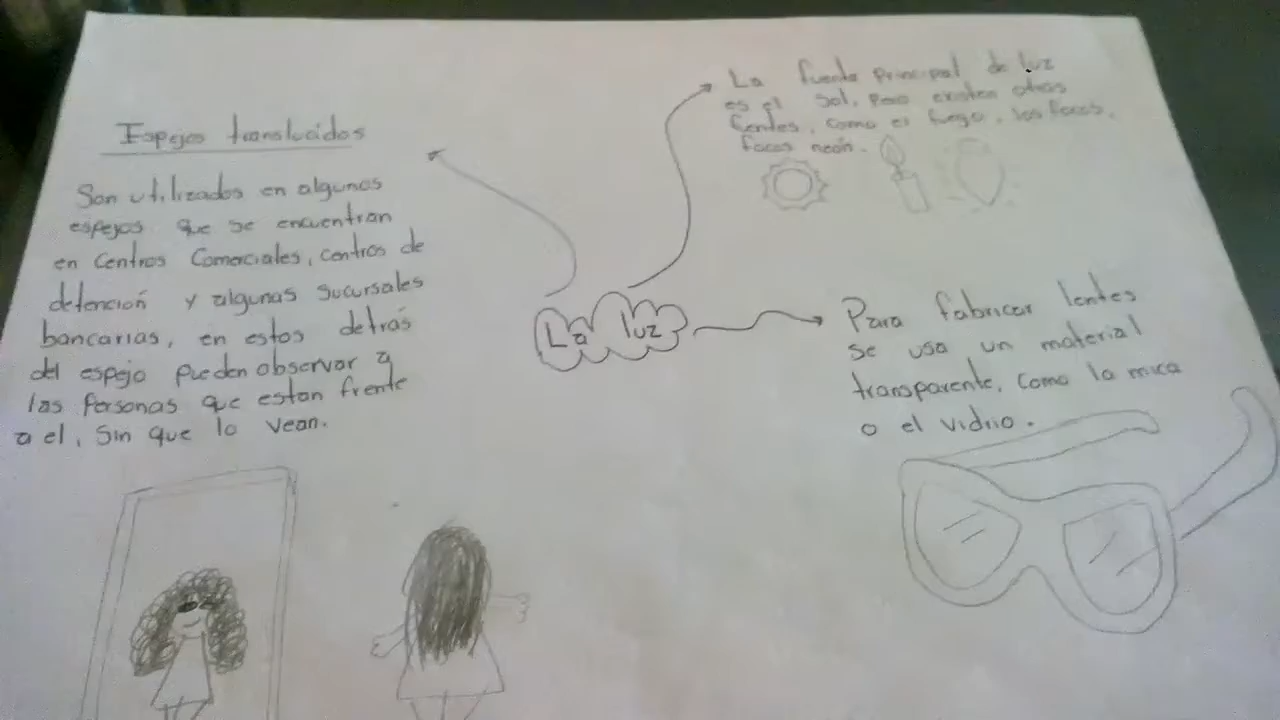 Espejos translucidos
Son utilizados en algunos
espejos que se encuentran
en Centros Comerciales, centros de
detención y algunas sucursales
bancarias, en estos detrás
del espejo pueden observar a
las personas que estan frente
a el, sin que lo vean.
La luz
La fuente principal de luz
es el sol, pero existen otras
fentes, como el fuego, los focos,
focos neón.
Para fabricar lentes
se usa un material
transparente, como la mica
o el vidrio.